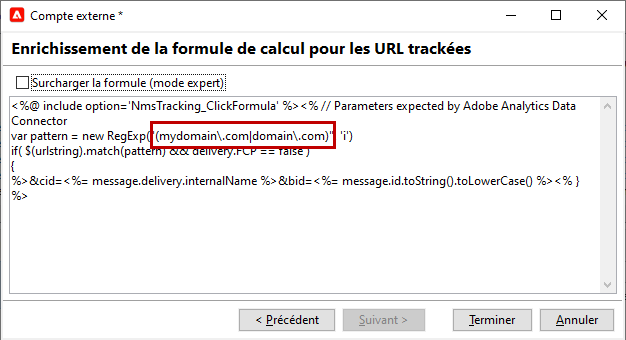 Compte externe *
Enrichissement de la formule de calcul pour les URL trackées
Surcharger la formule (mode expert)
<%@ include option='NmsTracking_ClickFormula' %><% // Parameters expected by Adobe Analytics Data
Connector
var pattern = new RegExp("(mydomain\.com|domain\.com)" 'i')
if( $(urlstring).match(pattern) && delivery.FCP == false )
{
%>&cid=<%= message.delivery.internalName %>&bid=<%= message.id.toString().toLowerCase() %><% }
%>
< Précédent
Suivant >
Terminer
Annuler